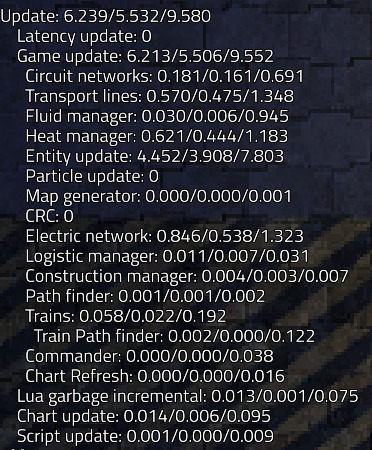 Update: 6.239/5.532/9.580
Latency update: 0
Game update: 6.213/5.506/9.552
Circuit networks: 0.181/0.161/0.691
Transport lines: 0.570/0.475/1.348
Fluid manager: 0.030/0.006/0.945
Heat manager: 0.621/0.444/1.183
Entity update: 4.452/3.908/7.803
Particle update: 0
Map generator: 0.000/0.000/0.001
CRC: 0
Electric network: 0.846/0.538/1.323
Logistic manager: 0.011/0.007/0.031
Construction manager: 0.004/0.003/0.007
Path finder: 0.001/0.001/0.002
Trains: 0.058/0.022/0.192
Train Path finder: 0.002/0.000/0.122
Commander: 0.000/0.000/0.038
Chart Refresh: 0.000/0.000/0.016
Lua garbage incremental: 0.013/0.001/0.075
Chart update: 0.014/0.006/0.095
Script update: 0.001/0.000/0.009